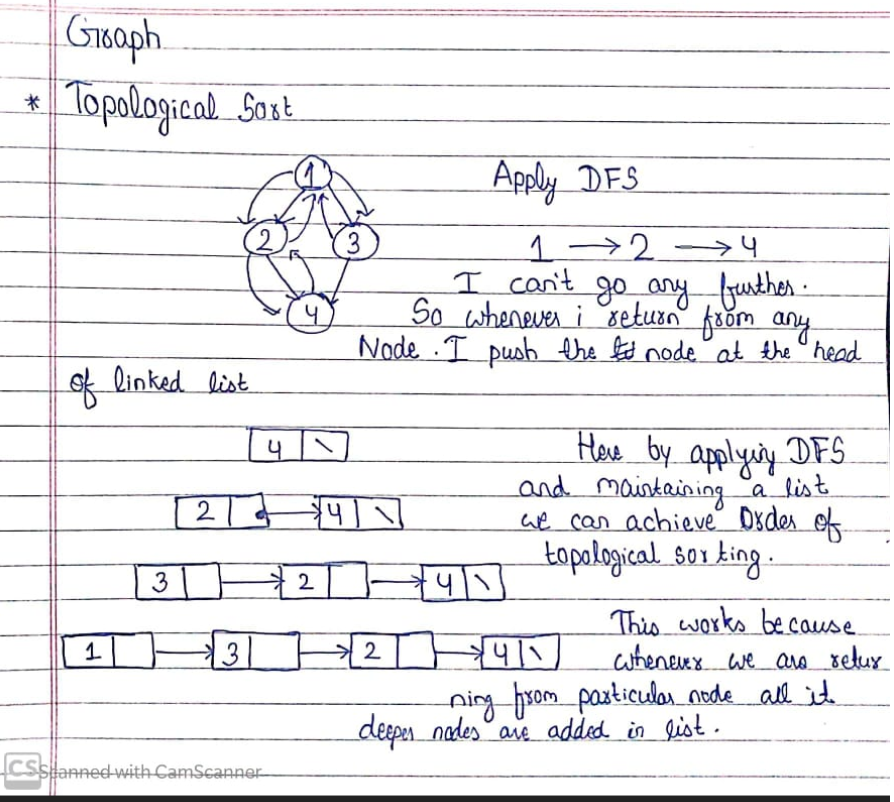 Graph
* Topological Sort
1
2
3
4
Apply DFS
1 → 2 → 4
I can't go any further.
So whenever i return from any
Node. I push the node at the head
of linked list
4
2 4
3 2 4
1 3 2 4
Here by applying DFS
and maintaining a list
we can achieve Order of
topological sorting.
This works because
whenever we are retur
ning from particular node all it
deeper nodes are added in list.
CS Scanned with CamScanner